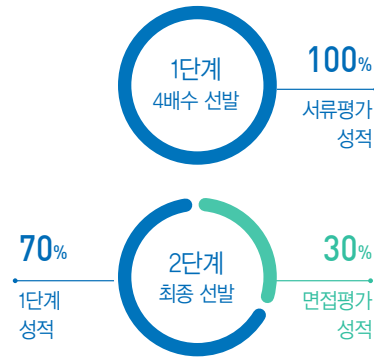 1단계
4배수 선발
100%
서류평가
성적
70%
1단계
성적
2단계
최종 선발
30%
면접평가
성적